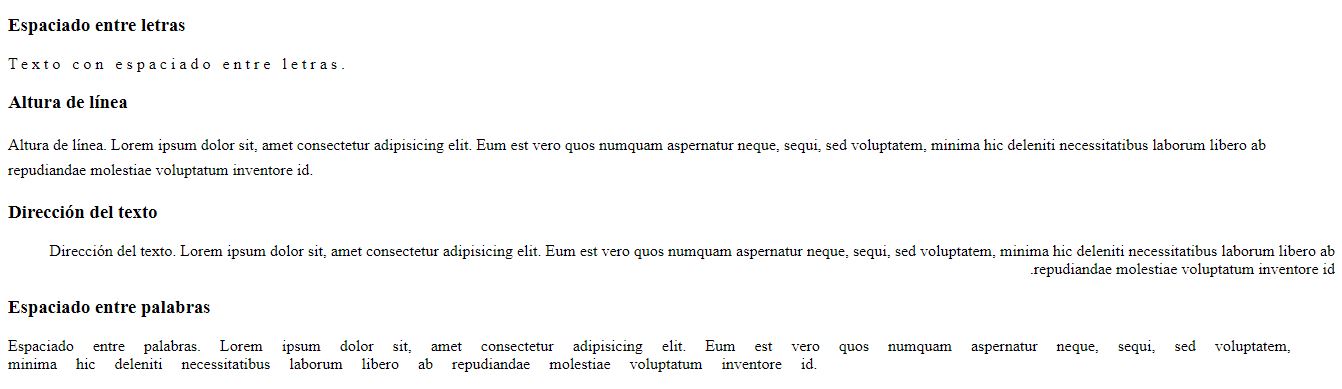 Espaciado entre letras
Texto con espaciado entre letras.
Altura de línea
Altura de línea. Lorem ipsum dolor sit, amet consectetur adipisicing elit. Eum est vero quos numquam aspernatur neque, sequi, sed voluptatem, minima hic deleniti necessitatibus laborum libero ab
repudiandae molestiae voluptatum inventore id.
Dirección del texto
Dirección del texto. Lorem ipsum dolor sit, amet consectetur adipisicing elit. Eum est vero quos numquam aspernatur neque, sequi, sed voluptatem, minima hic deleniti necessitatibus laborum libero ab
.repudiandae molestiae voluptatum inventore id
Espaciado entre palabras
Espaciado entre palabras. Lorem ipsum dolor sit, amet consectetur adipisicing elit. Eum est vero quos numquam aspernatur neque, sequi, sed voluptatem,
minima hic deleniti necessitatibus laborum libero ab repudiandae molestiae voluptatum inventore id.